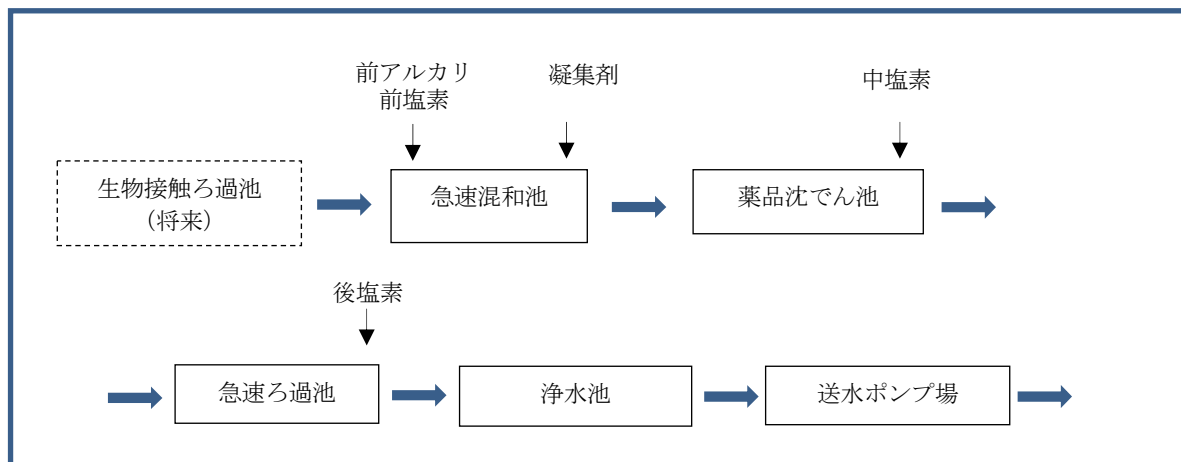 前アルカリ
前塩素
凝集剤
中塩素
生物接触ろ過池
（将来）
急速混和池
薬品沈でん池
後塩素
急速ろ過池
浄水池
送水ポンプ場